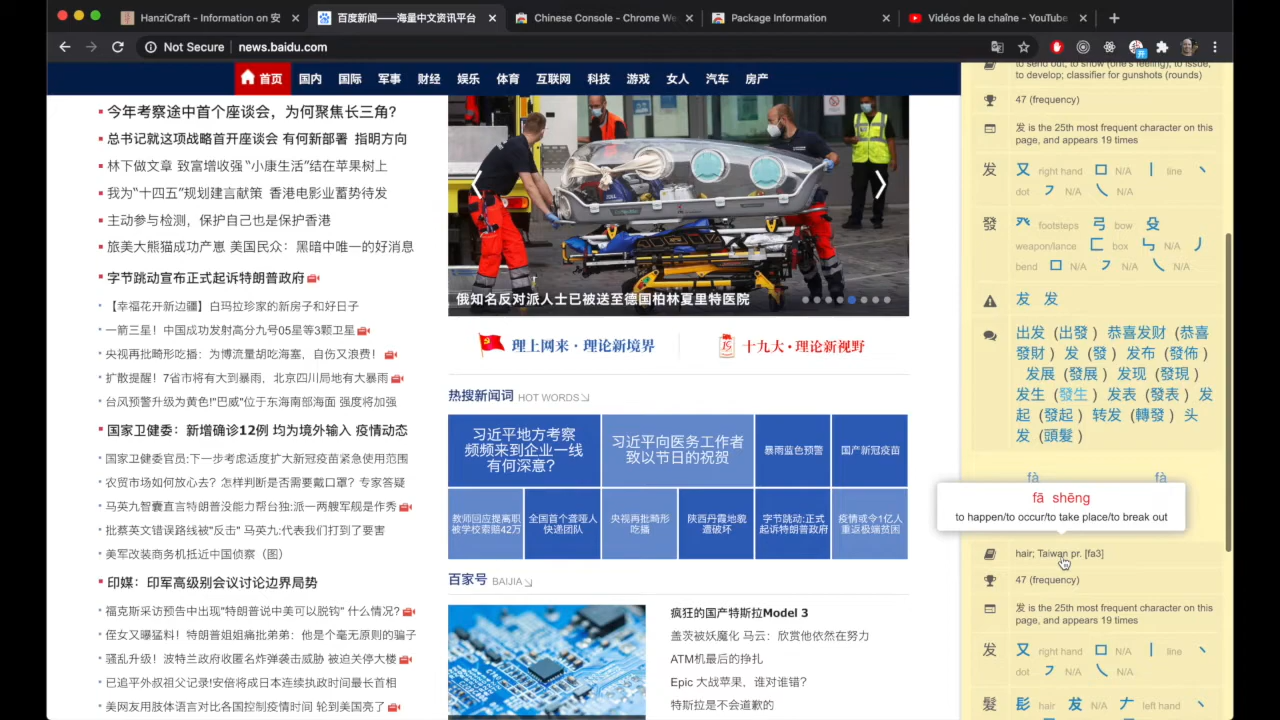 HanziCraft - Information on 安
百度新闻——海量中文资讯平台
Chinese Console - Chrome We
Package Information
Vidéos de la chaîne - YouTube
Not Secure
news.baidu.com
首页 国内 国际 军事 财经 娱乐 体育 互联网 科技 游戏 女人 汽车 房产
今年考察途中首个座谈会，为何聚焦长三角?
总书记就这项战略首开座谈会 有何新部署 指明方向
林下做文章 致富增收强 “小康生活”结在苹果树上
我为“十四五”规划建言献策 香港电影业蓄势待发
主动参与检测，保护自己也是保护香港
旅美大熊猫成功产崽 美国民众：黑暗中唯一的好消息
字节跳动宣布正式起诉特朗普政府
【幸福花开新边疆】白玛拉珍家的新房子和好日子
一箭三星！中国成功发射高分九号05星等3颗卫星
央视再批畸形吃播：为博流量胡吃海塞，自伤又浪费！
扩散提醒！7省市将有大到暴雨，北京四川局地有大暴雨
台风预警升级为黄色!"巴威"位于东海南部海面 强度将加强
国家卫健委：新增确诊12例 均为境外输入 疫情动态
国家卫健委官员:下一步考虑适度扩大新冠疫苗紧急使用范围
农贸市场如何放心去？怎样判断是否需要戴口罩？专家答疑
马英九智囊直言特朗普没能力帮台独:派一两艘军舰是作秀
批蔡英文错误路线被"反击" 马英九:代表我们打到了要害
美军改装商务机抵近中国侦察（图）
印媒：印军高级别会议讨论边界局势
福克斯采访预告中出现"特朗普说中美可以脱钩" 什么情况?
侄女又曝猛料！特朗普姐姐痛批弟弟：他是个毫无原则的骗子
骚乱升级！波特兰政府收匿名炸弹袭击威胁 被迫关停大楼
已追平外叔祖父记录!安倍将成日本连续执政时间最长首相
美网友用肢体语言对比各国控制疫情时间 轮到美国亮了
俄知名反对派人士已被送至德国柏林夏里特医院
理上网来·理论新境界
十九大·理论新视野
热搜新闻词 HOT WORDS
习近平地方考察
频频来到企业一线
有何深意？
习近平向医务工作者
致以节日的祝贺
暴雨蓝色预警
国产新冠疫苗
教师回应提离职
被学校索赔42万
全国首个聋哑人
快递团队
央视再批畸形
吃播
陕西丹霞地貌
遭破坏
字节跳动:正式
起诉特朗普政府
疫情或令1亿人
重返极端贫困
百家号 BAIJIA
疯狂的国产特斯拉Model 3
盖茨被妖魔化 马云：欣赏他依然在努力
ATM机最后的挣扎
Epic 大战苹果，谁对谁错?
特斯拉是不会道歉的
to send out; to show (one's feeling); to issue;
to develop; classifier for gunshots (rounds)
47 (frequency)
发 is the 25th most frequent character on this
page, and appears 19 times
发 又 right hand 口 N/A 丨 line 丶
dot ㇇ N/A ㇏ N/A
發 癶 footsteps 弓 bow 殳
weapon/lance 匚 box ㇉ N/A 丿
bend 口 N/A ㇇ N/A ㇏ N/A
发 发
出发 (出發 ) 恭喜发财 (恭喜
發財 ) 发 (發 ) 发布 (發佈 )
发展 (發展 ) 发现 (發現 )
发生 (發生 ) 发表 (發表 ) 发
起 (發起 ) 转发 (轉發 ) 头
发 (頭髮 )
fà fà
fā shēng
to happen/to occur/to take place/to break out
hair; Taiwan pr. [fa3]
47 (frequency)
发 is the 25th most frequent character on this
page, and appears 19 times
发 又 right hand 口 N/A 丨 line 丶
dot ㇇ N/A ㇏ N/A
髮 髟 hair 发 N/A ナ left hand 丶